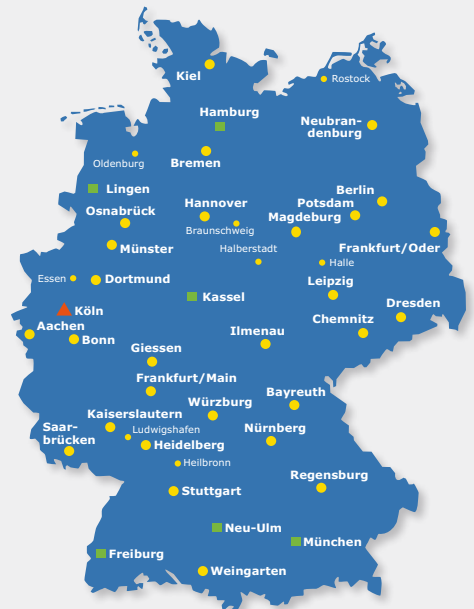 Kiel
Rostock
Hamburg
Neubran-
denburg
Oldenburg
Bremen
Lingen
Berlin
Hannover
Potsdam
Osnabrück
Magdeburg
Braunschweig
Münster
Halberstadt
Frankfurt/Oder
Halle
Essen
Dortmund
Leipzig
Kassel
Dresden
Köln
Chemnitz
Aachen
Ilmenau
Bonn
Giessen
Frankfurt/Main
Bayreuth
Würzburg
Kaiserslautern
Saar-
brücken
Ludwigshafen
Nürnberg
Heidelberg
Heilbronn
Regensburg
Stuttgart
Neu-Ulm
München
Freiburg
Weingarten